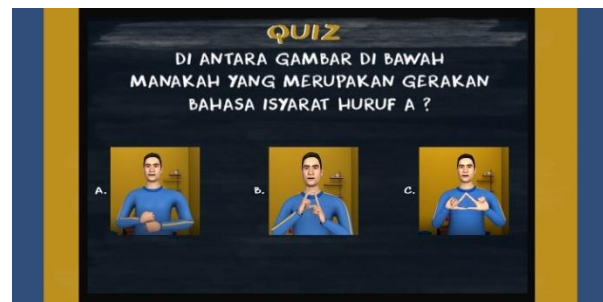 QUIZ
DI ANTARA GAMBAR DI BAWAH
MANAKAH YANG MERUPAKAN GERAKAN
BAHASA ISYARAT HURUF A ?
A.
B.
C.